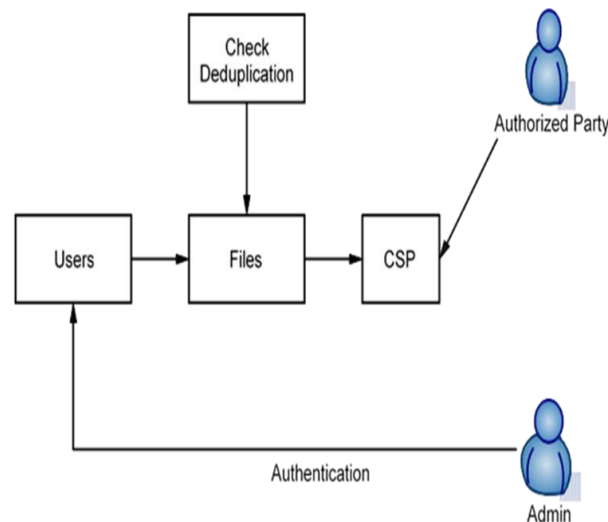 Check
Deduplication
Authorized Party
Users
Files
CSP
Authentication
Admin